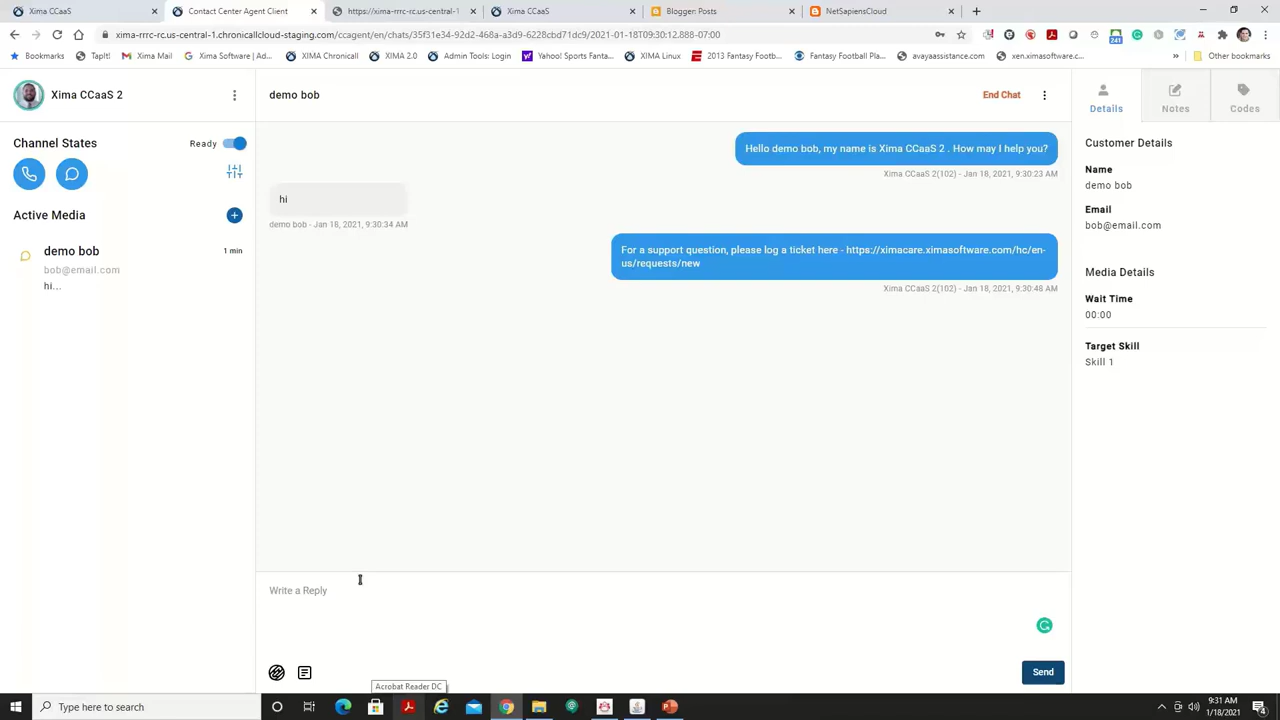 Xima CCaaS
Contact Center Agent Client
https://xima-rrrc-rc.us-central-1
Xima CCaaS
Blogger: Posts
NetSapiensCloud
xima-rrrc-rc.us-central-1.chronicallcloud-staging.com/ccagent/en/chats/35f31e34-92d2-468a-a3d9-6228cbd71dc9/2021-01-18T09:30:12.888-07:00
241
Bookmarks
TapIt!
Xima Mail
Xima Software | Ad...
XIMA Chronicall
XIMA 2.0
Admin Tools: Login
Yahoo! Sports Fanta...
XIMA Linux
2013 Fantasy Footb...
Fantasy Football Pla...
avayaassistance.com
xen.ximasoftware.c...
»
Other bookmarks
Xima CCaaS 2
demo bob
End Chat
Details
Notes
Codes
Channel States
Ready
Active Media
demo bob
1 min
bob@email.com
hi...
Hello demo bob, my name is Xima CCaaS 2 . How may I help you?
Xima CCaaS 2(102) - Jan 18, 2021, 9:30:23 AM
hi
demo bob - Jan 18, 2021, 9:30:34 AM
For a support question, please log a ticket here - https://ximacare.ximasoftware.com/hc/en-
us/requests/new
Xima CCaaS 2(102) - Jan 18, 2021, 9:30:48 AM
Customer Details
Name
demo bob
Email
bob@email.com
Media Details
Wait Time
00:00
Target Skill
Skill 1
Write a Reply
Send
Acrobat Reader DC
Type here to search
9:31 AM
1/18/2021
4